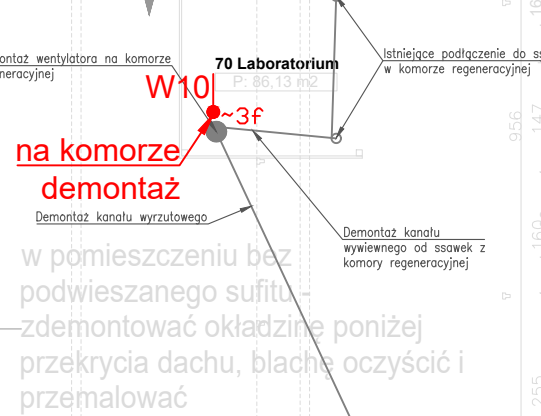 70 Laboratorium
P: 86,13 m2
Istniejące podłączenie do
w komorze regeneracyjnej
wentylatora na komorze
W10
~3f
na komorze
demontaż
Demontaż kanału wyrzutowego
Demontaż kanału
wywiewnego od ssawek z
komory regeneracyjnej
w pomieszczeniu bez
podwieszanego sufitu -
zdemontować okładzinę poniżej
przekrycia dachu, blachę oczyścić i
przemalować
956
147
255